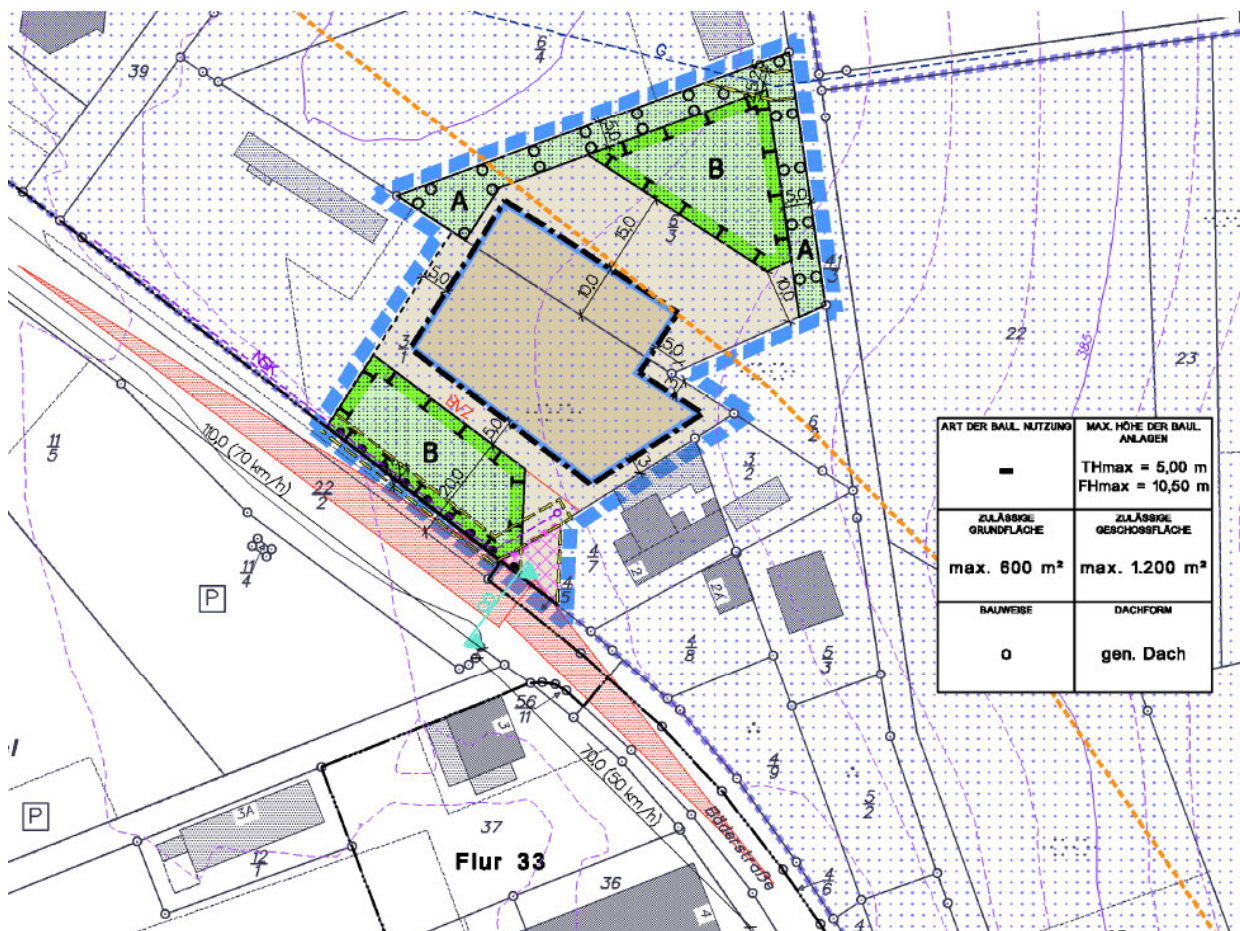 39
6
4
G
B
A
5,0
15,0
6
3
5,0
A
41
3
10,0
10,0
5,0
3
1
5,0
22
23
385
NSK
BVZ
5,0
B
20,0
3
6
2
3
2
11
5
110,0 (70 km/h)
22
2
11
4
P
4
7
2
2A
4
5
4
8
5
3
56
11
3
70,0 (50 km/h)
4
9
5
2
P
3A
12
1
37
Flur 33
36
4
Bäderstraße
4
6
ART DER BAUL. NUTZUNG
MAX. HÖHE DER BAUL.
ANLAGEN
THmax = 5,00 m
FHmax = 10,50 m
ZULÄSSIGE
GRUNDFLÄCHE
ZULÄSSIGE
GESCHOSSFLÄCHE
max. 600 m²
max. 1.200 m²
BAUWEISE
DACHFORM
o
gen. Dach